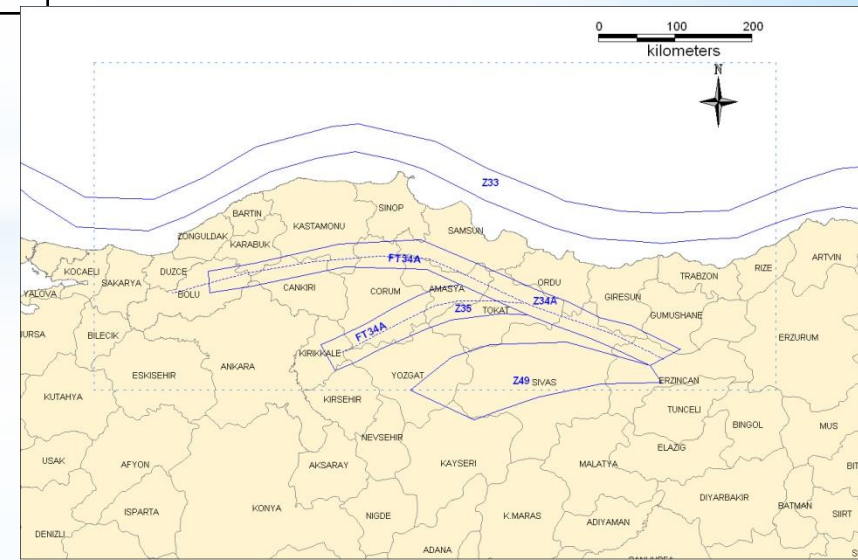 0 100 200
kilometers
N
Z33
SINOP
BARTIN
KASTAMONU
ZONGULDAK
SAMSUN
KARABUK
ARTVIN
FT34A
RIZE
KOCAELI
DUZCE
TRABZON
SAKARYA
ORDU
YALOVA
BOLU
CANKIRI
CORUM
AMASYA
GIRESUN
Z34A
Z35
TOKAT
GUMUSHANE
FT34A
URSA
BILECIK
ERZURUM
KIRIKKALE
ANKARA
ESKISEHIR
YOZGAT
Z49
SIVAS
ERZINCAN
KUTAHYA
KIRSEHIR
TUNCELI
BINGOL
MUS
NEVSEHIR
ELAZIG
USAK
AFYON
AKSARAY
KAYSERI
MALATYA
BIT
DIYARBAKIR
ISPARTA
KONYA
NIGDE
K.MARAS
ADIYAMAN
BATMAN
SIIRT
DENIZLI
ADANA